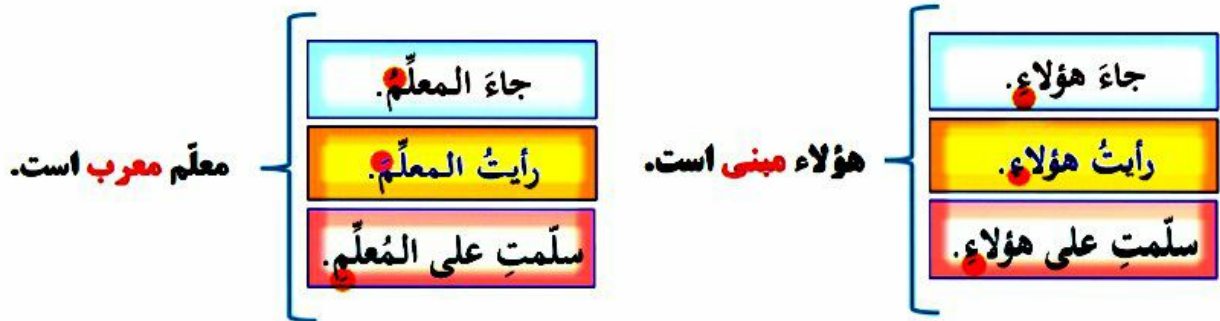 جاءَ هؤلاءِ.
رأيتُ هؤلاءِ.
سلّمتِ على هؤلاءِ.
هؤلاء مبنی است.
جاءَ المعلِّمُ.
رأيتُ المعلِّمَ.
سلّمتِ على المُعلِّمِ.
معلّم معرب است.